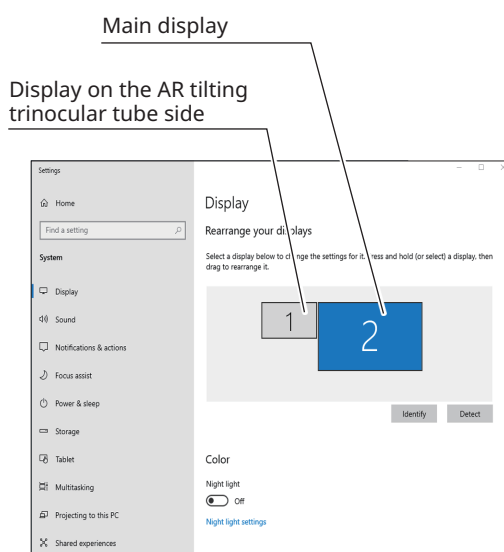 Main display
Display on the AR tilting
trinocular tube side
Settings
Home
Find a setting
System
Display
Sound
Notifications & actions
Focus assist
Power & sleep
Storage
Tablet
Multitasking
Projecting to this PC
Shared experiences
Display
Rearrange your displays
Select a display below to change the settings for it. Press and hold (or select) a display, then
drag to rearrange it.
1
2
Identify
Detect
Color
Night light
Off
Night light settings